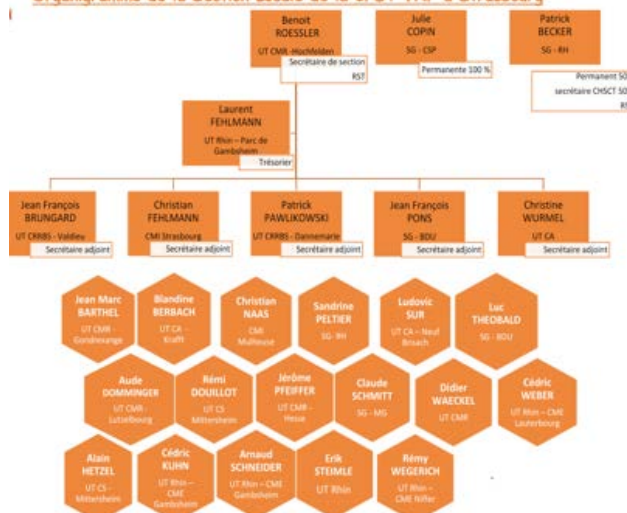 Organigramme de la
Benoit
ROESSLER
UT CMR -Hochfelden
Secrétaire de section
RST
Julie
COPIN
SG - CSP
Permanente 100 %
Patrick
BECKER
SG - RH
Permanent 50
secrétaire CHSCT 50
Laurent
FEHLMANN
UT Rhin – Parc de
Gambsheim
Trésorier
Jean François
BRUNGARD
UT CRRBS - Valdieu
Secrétaire adjoint
Christian
FEHLMANN
CMI Strasbourg
Secrétaire adjoint
Patrick
PAWLIKOWSKI
UT CRRBS - Dannemarie
Secrétaire adjoint
Jean François
PONS
SG - BDU
Secrétaire adjoint
Christine
WURMEL
UT CA
Secrétaire adjoint
Jean Marc
BARTHEL
UT CMR -
Gondrexange
Blandine
BERBACH
UT CA -
Krafft
Christian
NAAS
CMI
Mulhouse
Sandrine
PELTIER
SG- RH
Ludovic
SUR
UT CA – Neuf
Brisach
Luc
THEOBALD
SG - BDU
Aude
DOMMINGER
UT CMR -
Lutzelbourg
Rémi
DOUILLOT
UT CS
Mittersheim
Jérôme
PFEIFFER
UT CMR -
Hesse
Claude
SCHMITT
SG - MG
Didier
WAECKEL
UT CMR
Cédric
WEBER
UT Rhin – CME
Lauterbourg
Alain
HETZEL
UT CS -
Mittersheim
Cédric
KUHN
UT Rhin –
CME
Gambsheim
Arnaud
SCHNEIDER
UT Rhin – CME
Gambsheim
Erik
STEIMLE
UT Rhin
Rémy
WEGERICH
UT Rhin –
CME Niffer